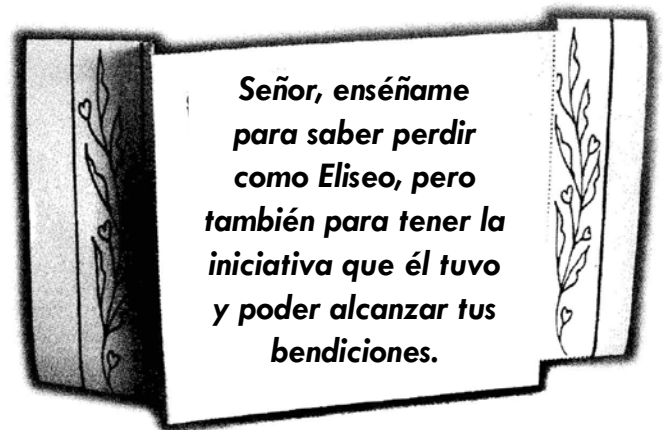 Señor, enséñame
para saber perdir
como Eliseo, pero
también para tener la
iniciativa que él tuvo
y poder alcanzar tus
bendiciones.